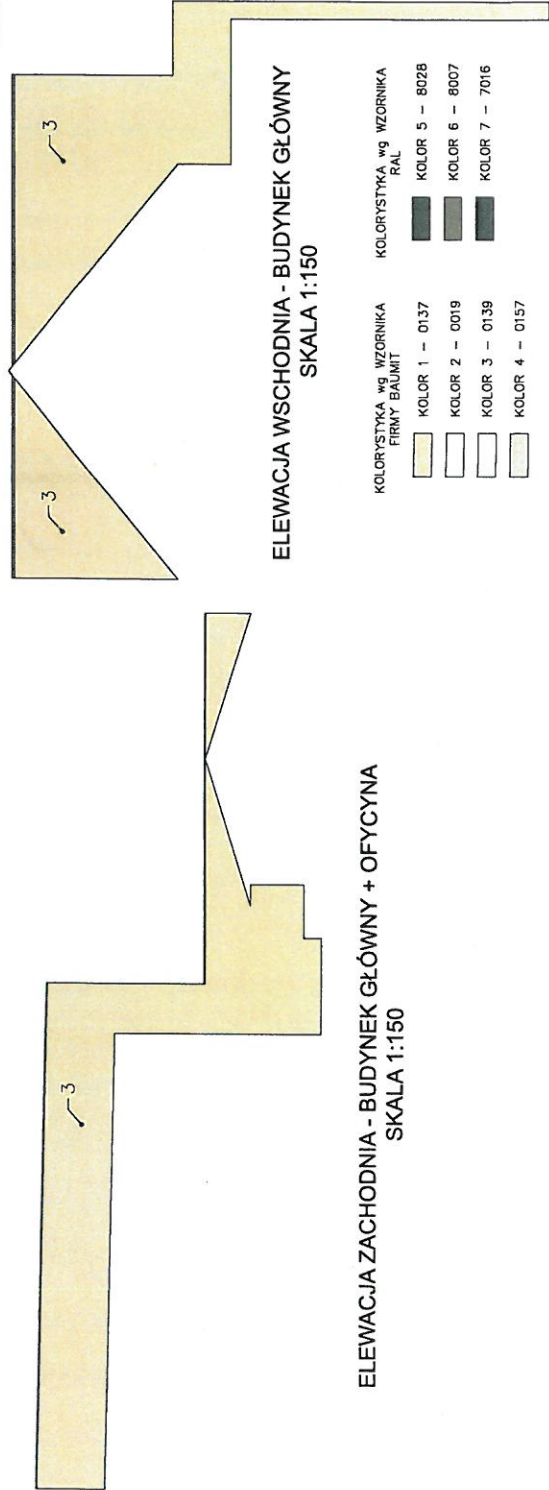 3
3
3
ELEWACJA ZACHODNIA - BUDYNEK GŁÓWNY + OFYCYNA
SKALA 1:150
ELEWACJA WSCHODNIA - BUDYNEK GŁÓWNY
SKALA 1:150
KOLORYSTYKA wg WZORNIKA
FIRMY BAUMIT
KOLOR 1 - 0137
KOLOR 2 - 0019
KOLOR 3 - 0139
KOLOR 4 - 0157
KOLORYSTYKA wg WZORNIKA
RAL
KOLOR 5 - 8028
KOLOR 6 - 8007
KOLOR 7 - 7016